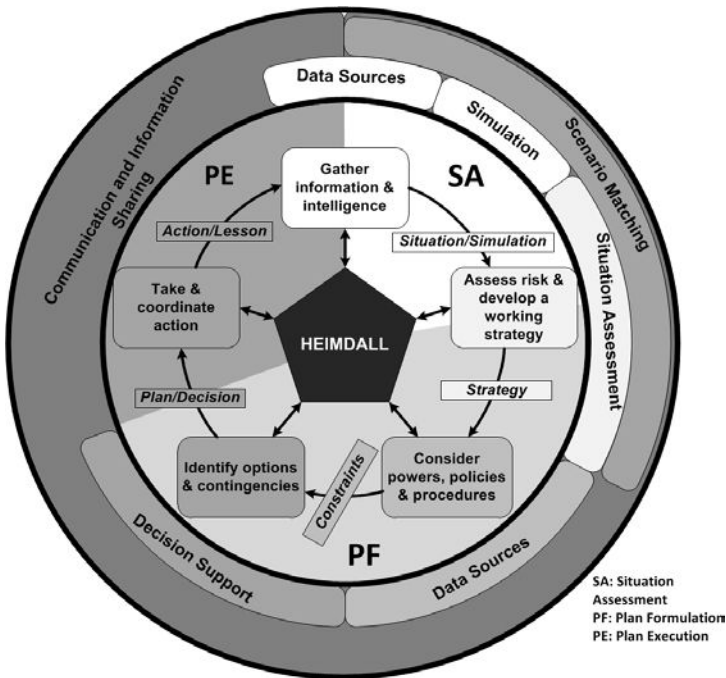 Data Sources
Simulation
Scenario Matching
Situation Assessment
Communication and Information
Sharing
PE
SA
Gather
information &
intelligence
Action/Lesson
Situation/Simulation
Take &
coordinate
action
Assess risk &
develop a
working
strategy
HEIMDALL
Plan/Decision
Strategy
Identify options
& contingencies
Constraints
Consider
powers, policies
& procedures
PF
Decision Support
Data Sources
SA: Situation
Assessment
PF: Plan Formulation
PE: Plan Execution